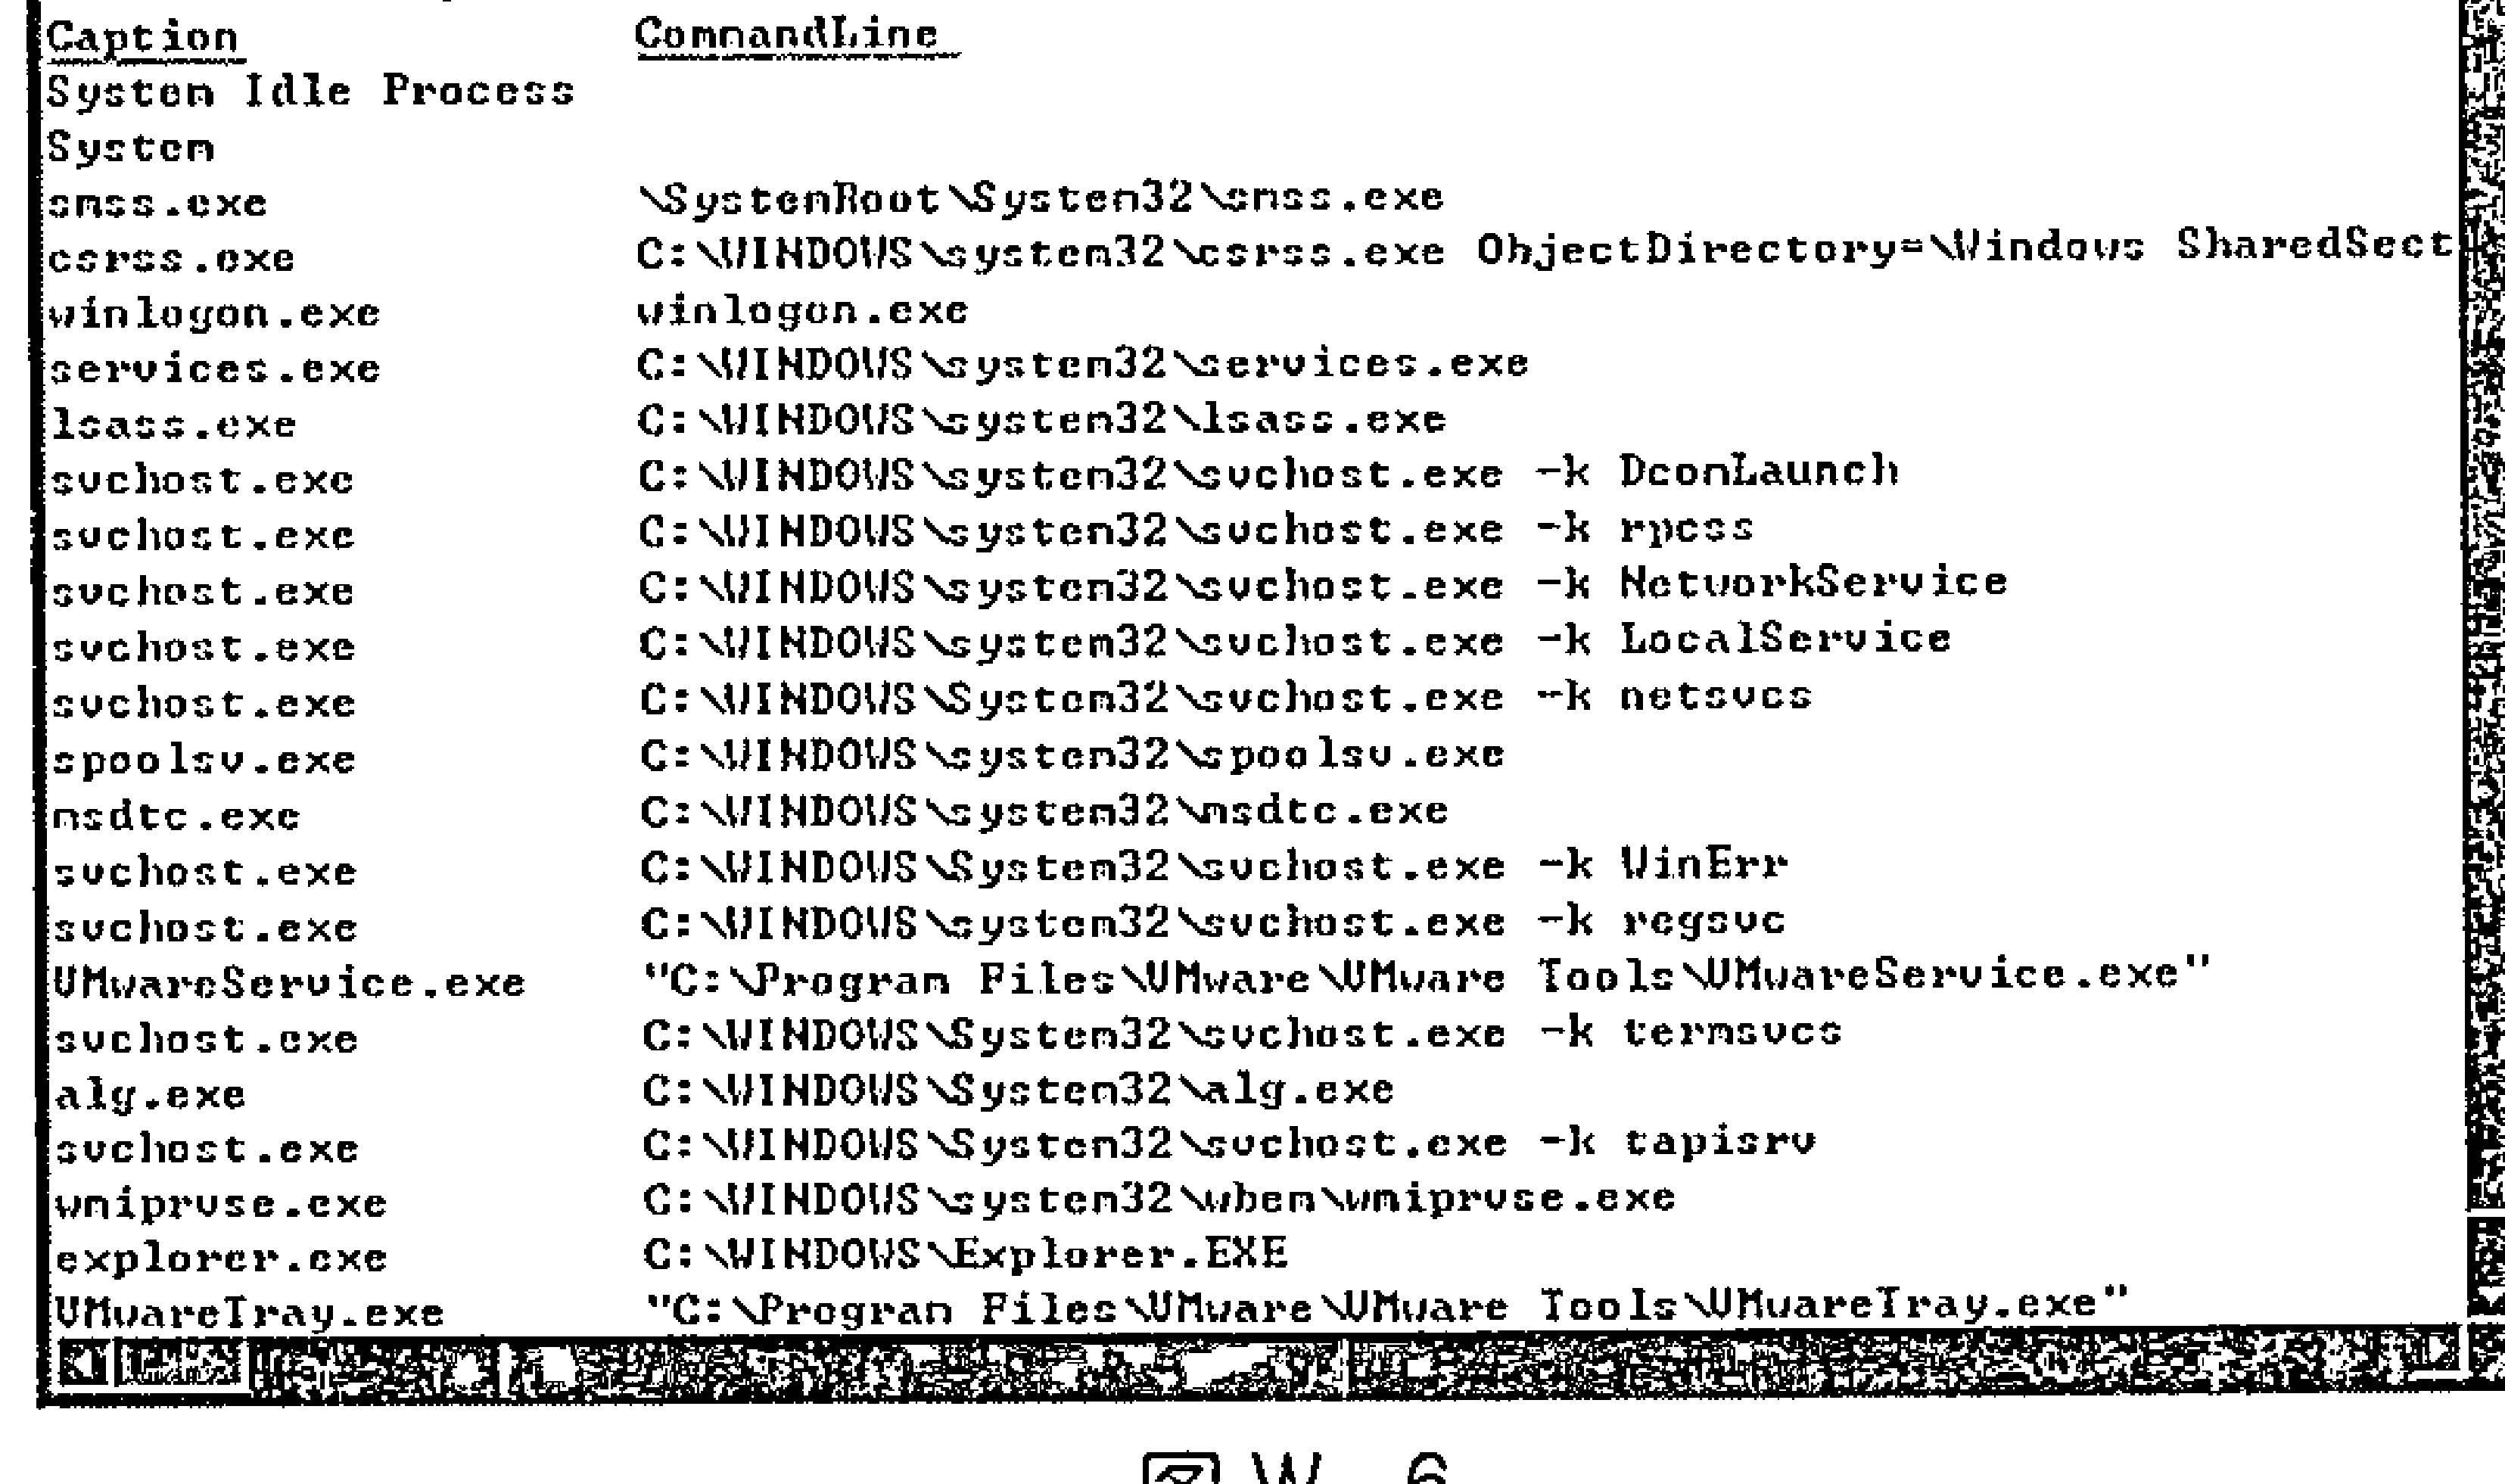 Caption CommandLine
System Idle Process
System
smss.exe \SystemRoot\System32\smss.exe
csrss.exe C:\WINDOWS\system32\csrss.exe ObjectDirectory=\Windows SharedSect
winlogon.exe winlogon.exe
services.exe C:\WINDOWS\system32\services.exe
lsass.exe C:\WINDOWS\system32\lsass.exe
svchost.exe C:\WINDOWS\system32\svchost.exe -k DcomLaunch
svchost.exe C:\WINDOWS\system32\svchost.exe -k rpcss
svchost.exe C:\WINDOWS\system32\svchost.exe -k NetworkService
svchost.exe C:\WINDOWS\system32\svchost.exe -k LocalService
svchost.exe C:\WINDOWS\System32\svchost.exe -k netsvcs
spoolsv.exe C:\WINDOWS\system32\spoolsv.exe
msdtc.exe C:\WINDOWS\system32\msdtc.exe
svchost.exe C:\WINDOWS\System32\svchost.exe -k WinErr
svchost.exe C:\WINDOWS\system32\svchost.exe -k regsvc
VMwareService.exe "C:\Program Files\VMware\VMware Tools\VMwareService.exe"
svchost.exe C:\WINDOWS\System32\svchost.exe -k termsvcs
alg.exe C:\WINDOWS\System32\alg.exe
svchost.exe C:\WINDOWS\System32\svchost.exe -k tapisrv
wmiprvse.exe C:\WINDOWS\system32\wbem\wmiprvse.exe
explorer.exe C:\WINDOWS\Explorer.EXE
VMwareTray.exe "C:\Program Files\VMware\VMware Tools\VMwareTray.exe"